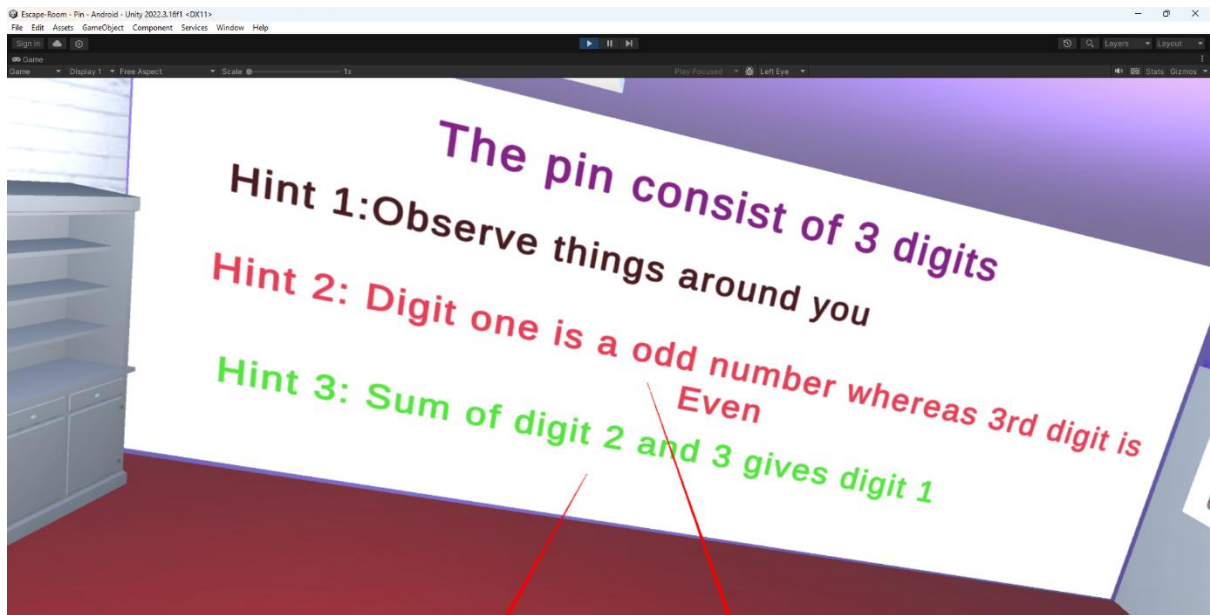 Escape-Room - Pin - Android - Unity 2022.3.16f1 <DX11>
File Edit Assets GameObject Component Services Window Help
Sign in Layers Layout
Game
Game Display 1 Free Aspect Scale 1x Play Focused Left Eye Stats Gizmos
The pin consist of 3 digits
Hint 1:Observe things around you
Hint 2: Digit one is a odd number whereas 3rd digit is
Even
Hint 3: Sum of digit 2 and 3 gives digit 1